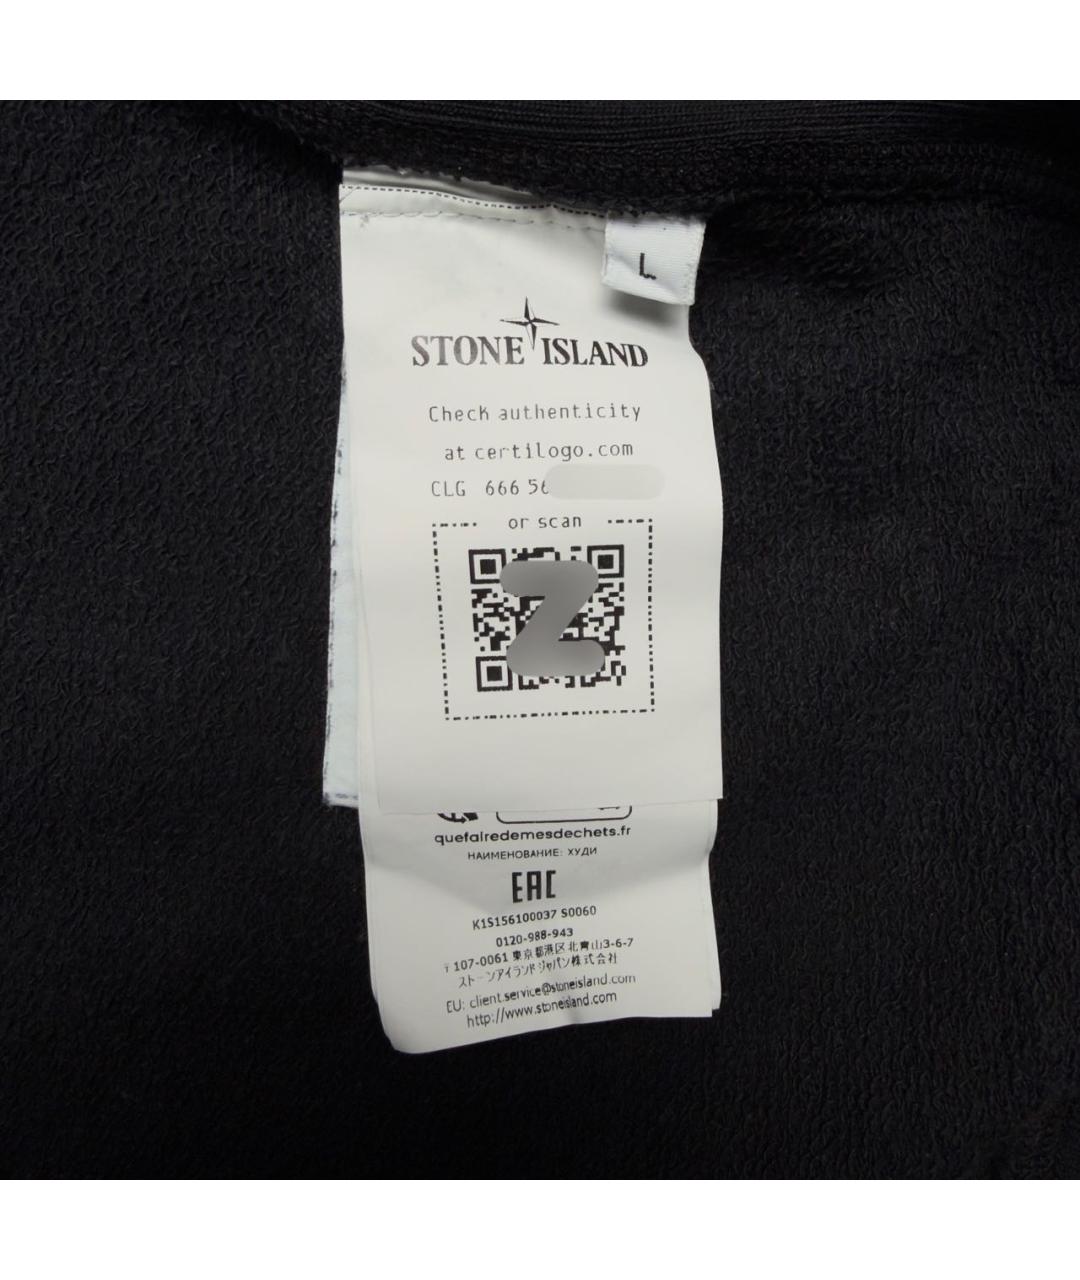 L
STONE ISLAND
Check authenticity
at certilogo.com
CLG 666 56
or scan
quefairedemesdechets.fr
НАИМЕНОВАНИЕ: ХУДИ
EAC
K1S156100037 S0060
0120-988-943
〒107-0061 東京都港区北青山3-6-7
ストーンアイランドジャパン株式会社
EU: client.service@stoneisland.com
http://www.stoneisland.com